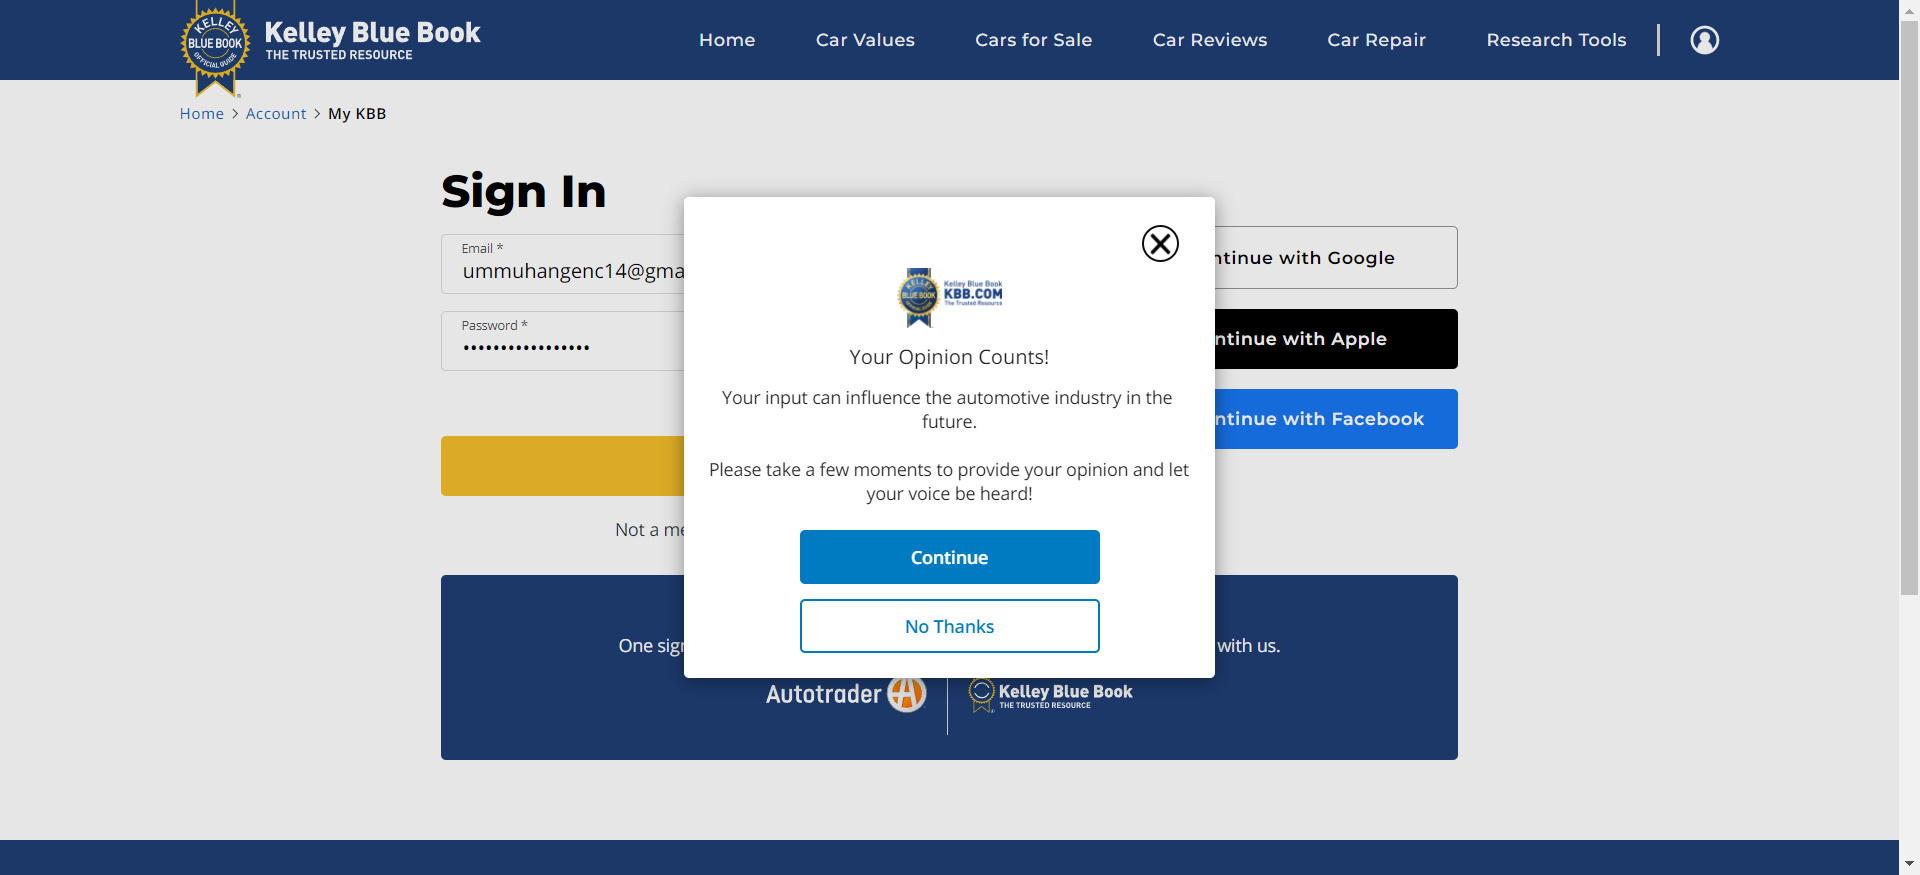 KELLEY
BLUE BOOK
OFFICIAL GUIDE
Kelley Blue Book
THE TRUSTED RESOURCE
Home
Car Values
Cars for Sale
Car Reviews
Car Repair
Research Tools
Home > Account > My KBB
Sign In
Email *
ummuhangenc14@gma
Password *
•••••••••••••••••
Not a me
ntinue with Google
ntinue with Apple
ntinue with Facebook
KELLEY
BLUE BOOK
Kelley Blue Book
KBB.COM
The Trusted Resource
Your Opinion Counts!
Your input can influence the automotive industry in the
future.
Please take a few moments to provide your opinion and let
your voice be heard!
Continue
No Thanks
One sign
with us.
Autotrader
Kelley Blue Book
THE TRUSTED RESOURCE